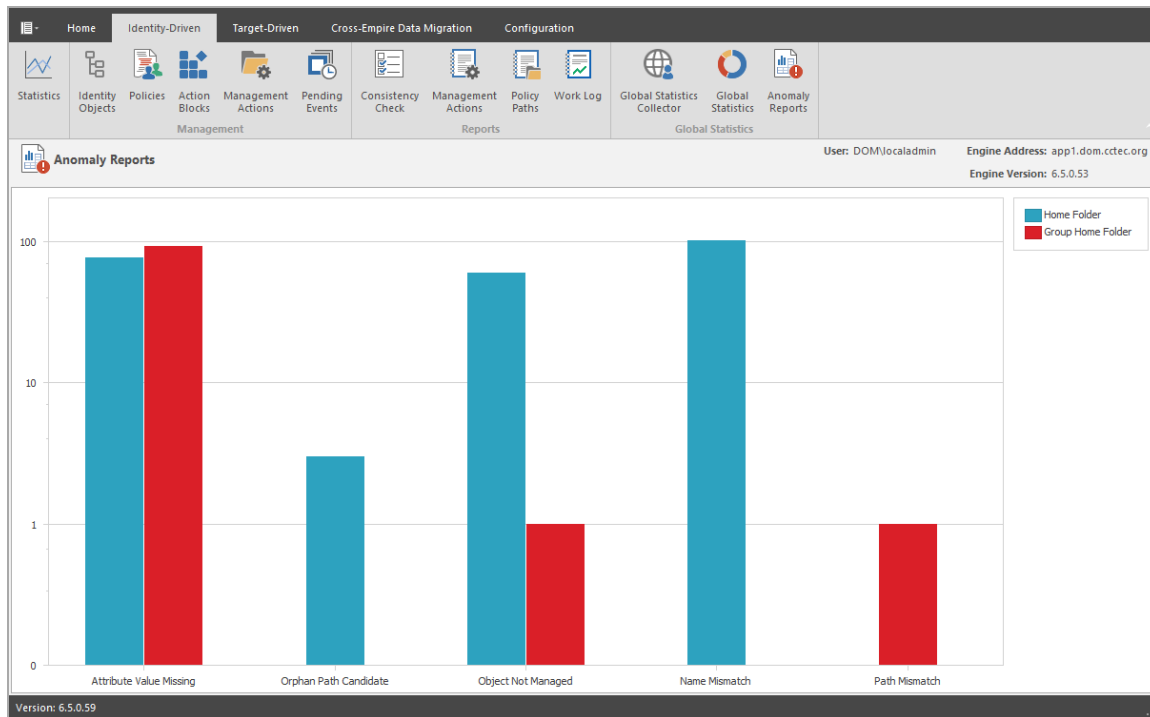 Home Identity-Driven Target-Driven Cross-Empire Data Migration Configuration
Statistics
Identity
Objects
Policies
Action
Blocks
Management
Actions
Pending
Events
Management
Consistency
Check
Management
Actions
Policy
Paths
Work Log
Reports
Global Statistics
Collector
Global
Statistics
Anomaly
Reports
Global Statistics
Anomaly Reports
User: DOM\localadmin
Engine Address: app1.dom.cctec.org
Engine Version: 6.5.0.53
Home Folder
Group Home Folder
100
10
1
0
Attribute Value Missing
Orphan Path Candidate
Object Not Managed
Name Mismatch
Path Mismatch
Version: 6.5.0.59